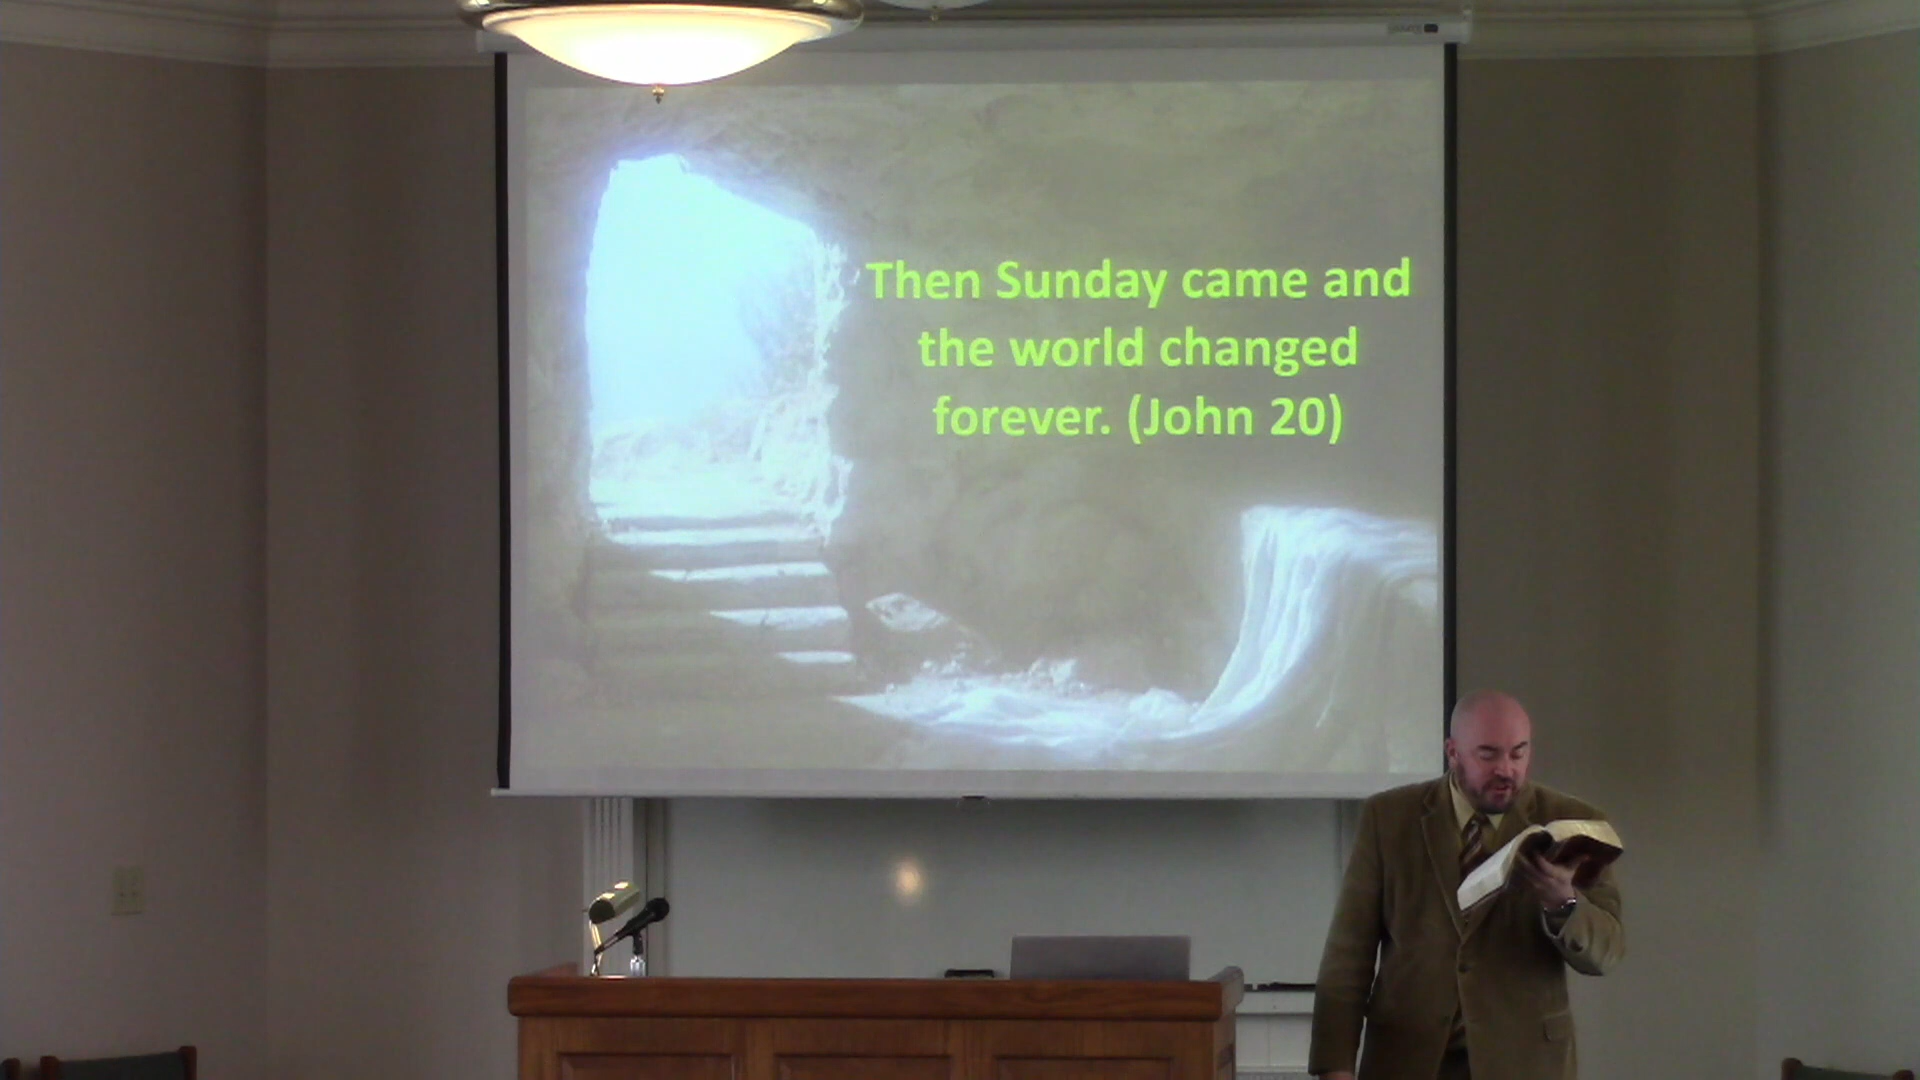 Then Sunday came and
the world changed
forever. (John 20)